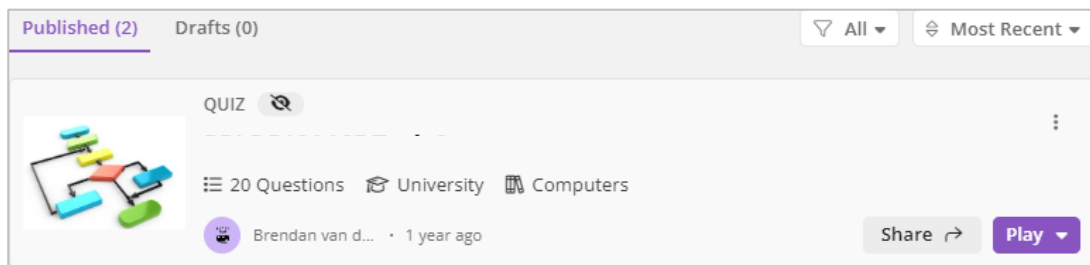 Published (2) Drafts (0) All Most Recent
QUIZ
20 Questions University Computers
Brendan van d... · 1 year ago Share Play